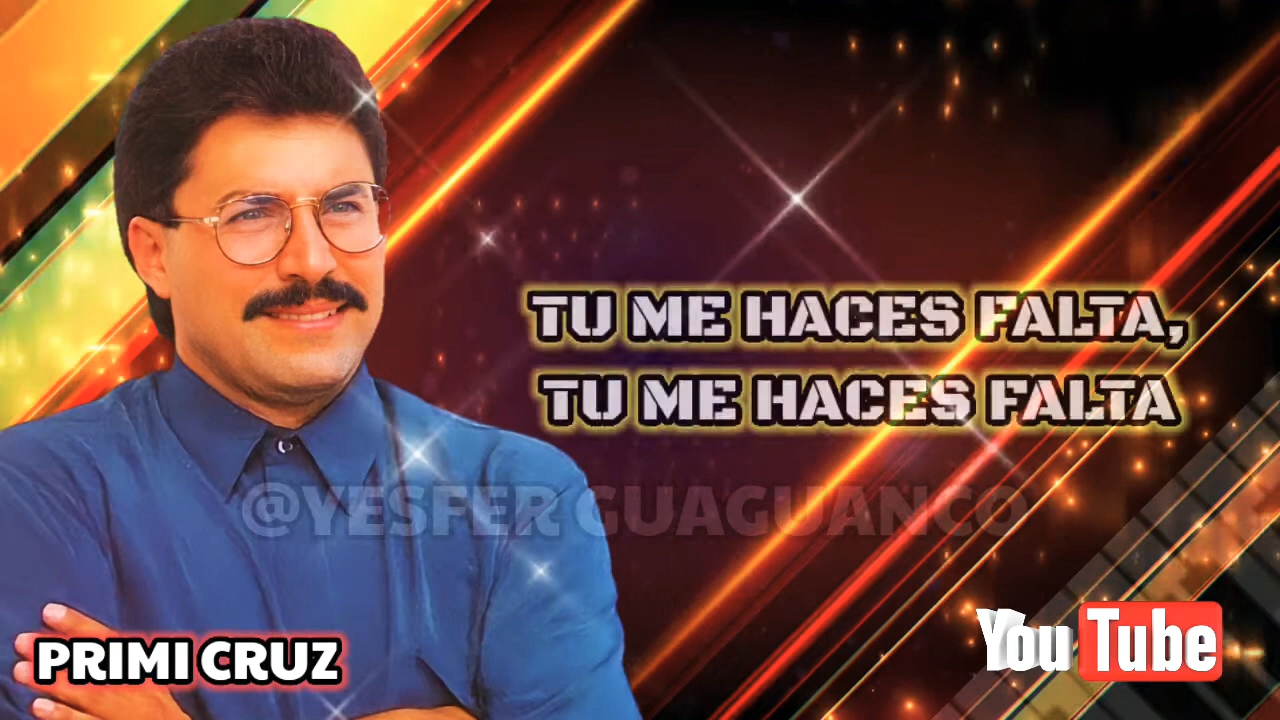 TU ME HACES FALTA,
TU ME HACES FALTA
@YESFER GUAGUANCO
PRIMI CRUZ
YouTube